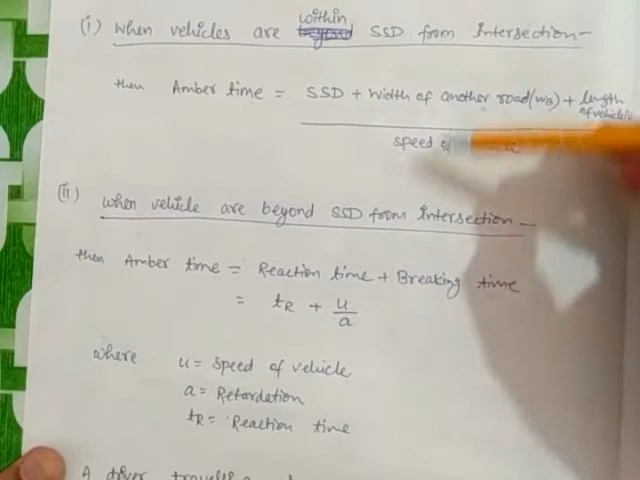 (i) when vehicles are within SSD from Intersection-
then Amber time = SSD + width of another road (WB) + length of vehicle
speed
(ii) when vehicle are beyond SSD from Intersection-
then Amber time = Reaction time + Breaking time
= tR + u/a
where u = speed of vehicle
a = Retardation
tR = Reaction time
A driver